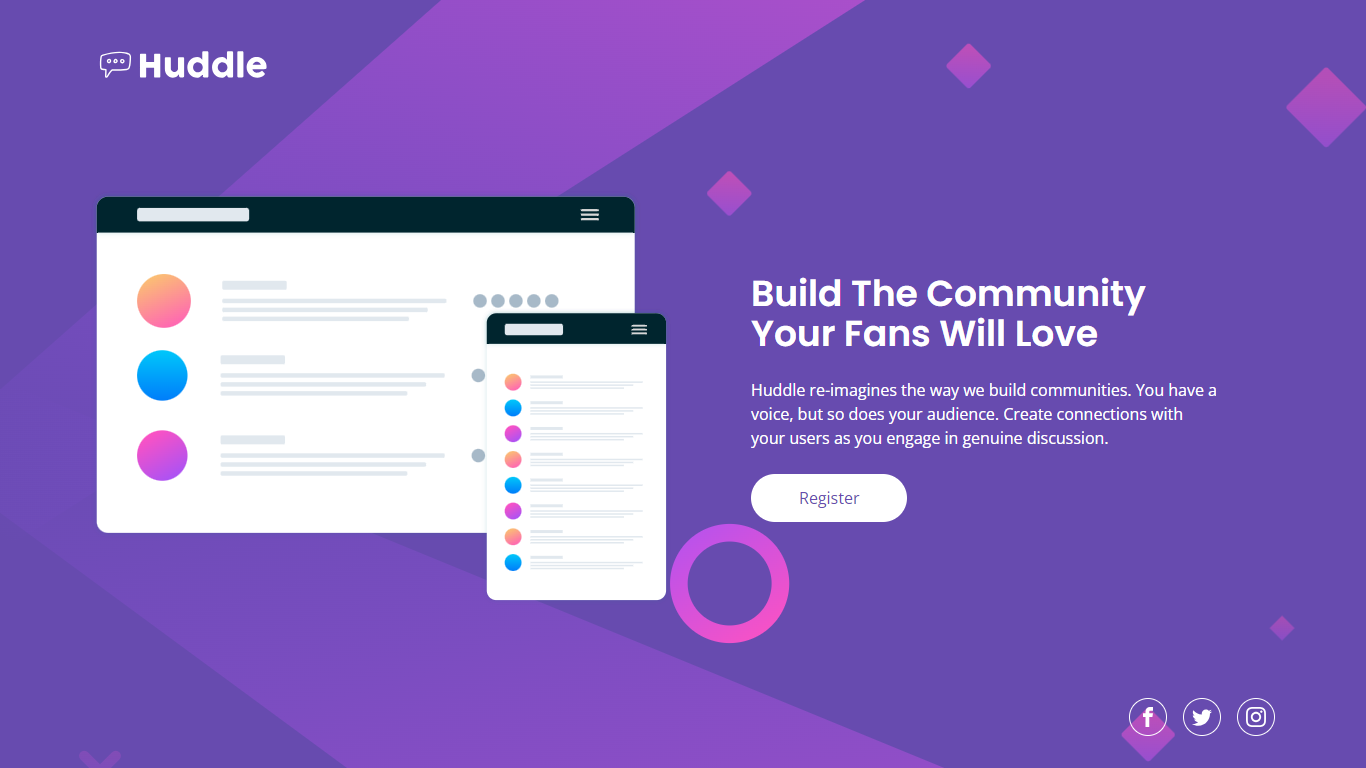 Huddle
Build The Community
Your Fans Will Love
Huddle re-imagines the way we build communities. You have a
voice, but so does your audience. Create connections with
your users as you engage in genuine discussion.
Register